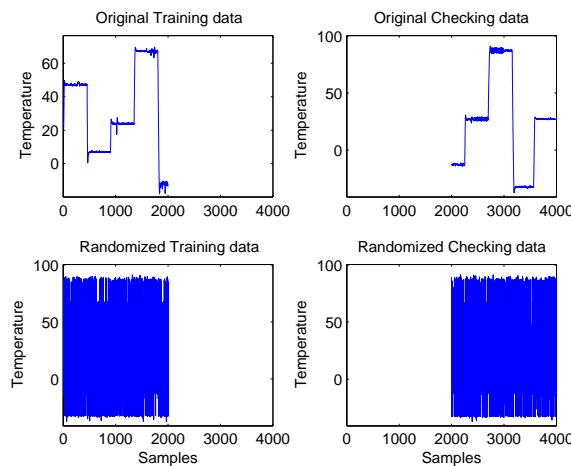 Original Training data
Original Checking data
Temperature
60
40
20
0
0 1000 2000 3000 4000
Temperature
100
50
0
0 1000 2000 3000 4000
Randomized Training data
Randomized Checking data
Temperature
100
50
0
0 1000 2000 3000 4000
Samples
Temperature
100
50
0
0 1000 2000 3000 4000
Samples